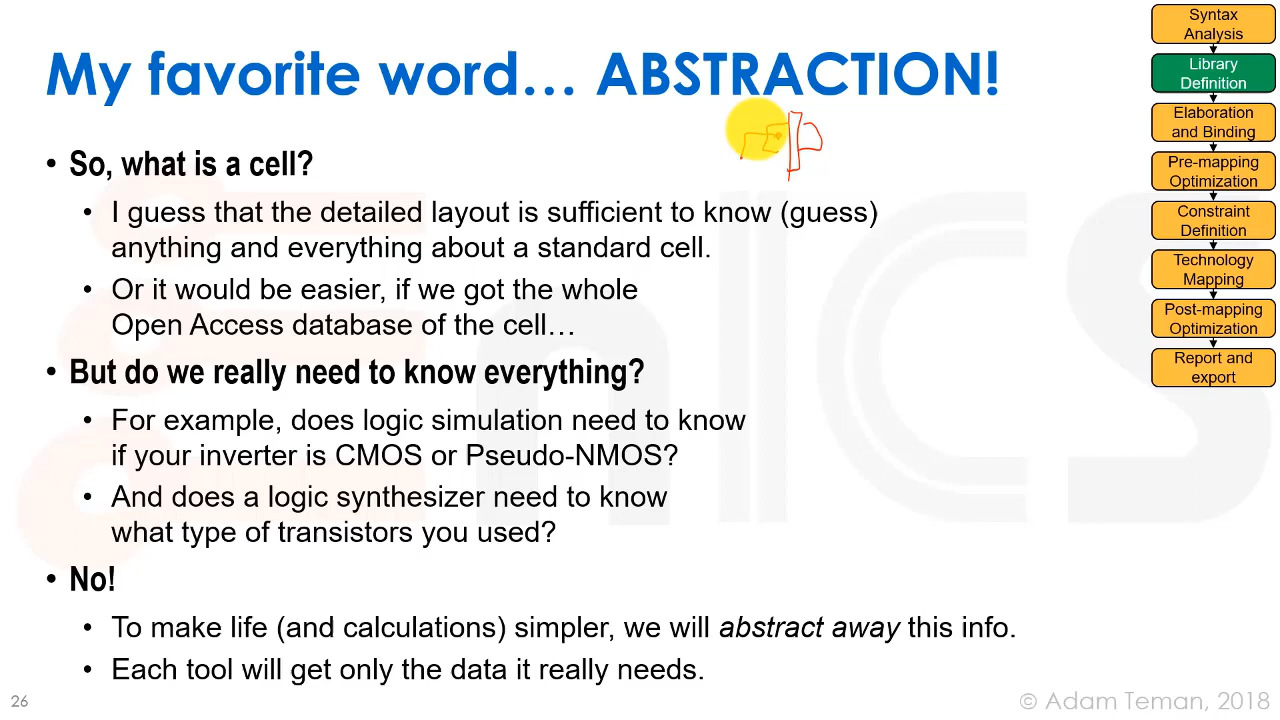 My favorite word… ABSTRACTION!
• So, what is a cell?
• I guess that the detailed layout is sufficient to know (guess)
anything and everything about a standard cell.
• Or it would be easier, if we got the whole
Open Access database of the cell…
• But do we really need to know everything?
• For example, does logic simulation need to know
if your inverter is CMOS or Pseudo-NMOS?
• And does a logic synthesizer need to know
what type of transistors you used?
• No!
• To make life (and calculations) simpler, we will abstract away this info.
• Each tool will get only the data it really needs.
Syntax
Analysis
Library
Definition
Elaboration
and Binding
Pre-mapping
Optimization
Constraint
Definition
Technology
Mapping
Post-mapping
Optimization
Report and
export
26
© Adam Teman, 2018
EnICS